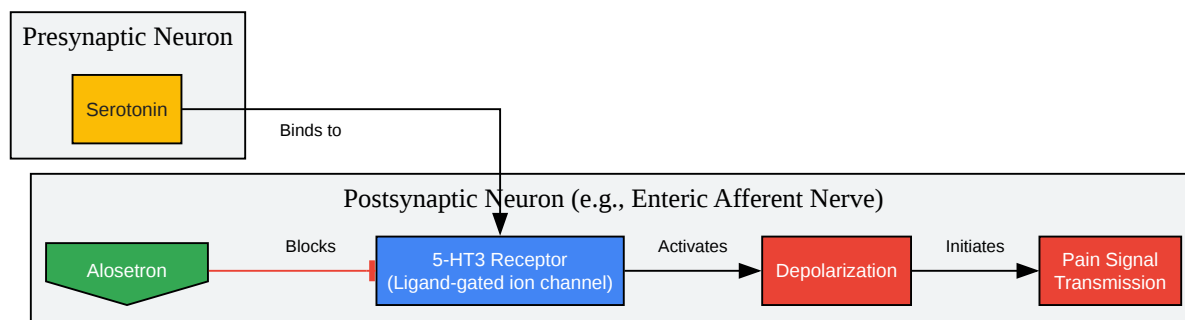 Presynaptic Neuron
Serotonin
Binds to
Postsynaptic Neuron (e.g., Enteric Afferent Nerve)
Alosetron
Blocks
5-HT3 Receptor
(Ligand-gated ion channel)
Activates
Depolarization
Initiates
Pain Signal
Transmission